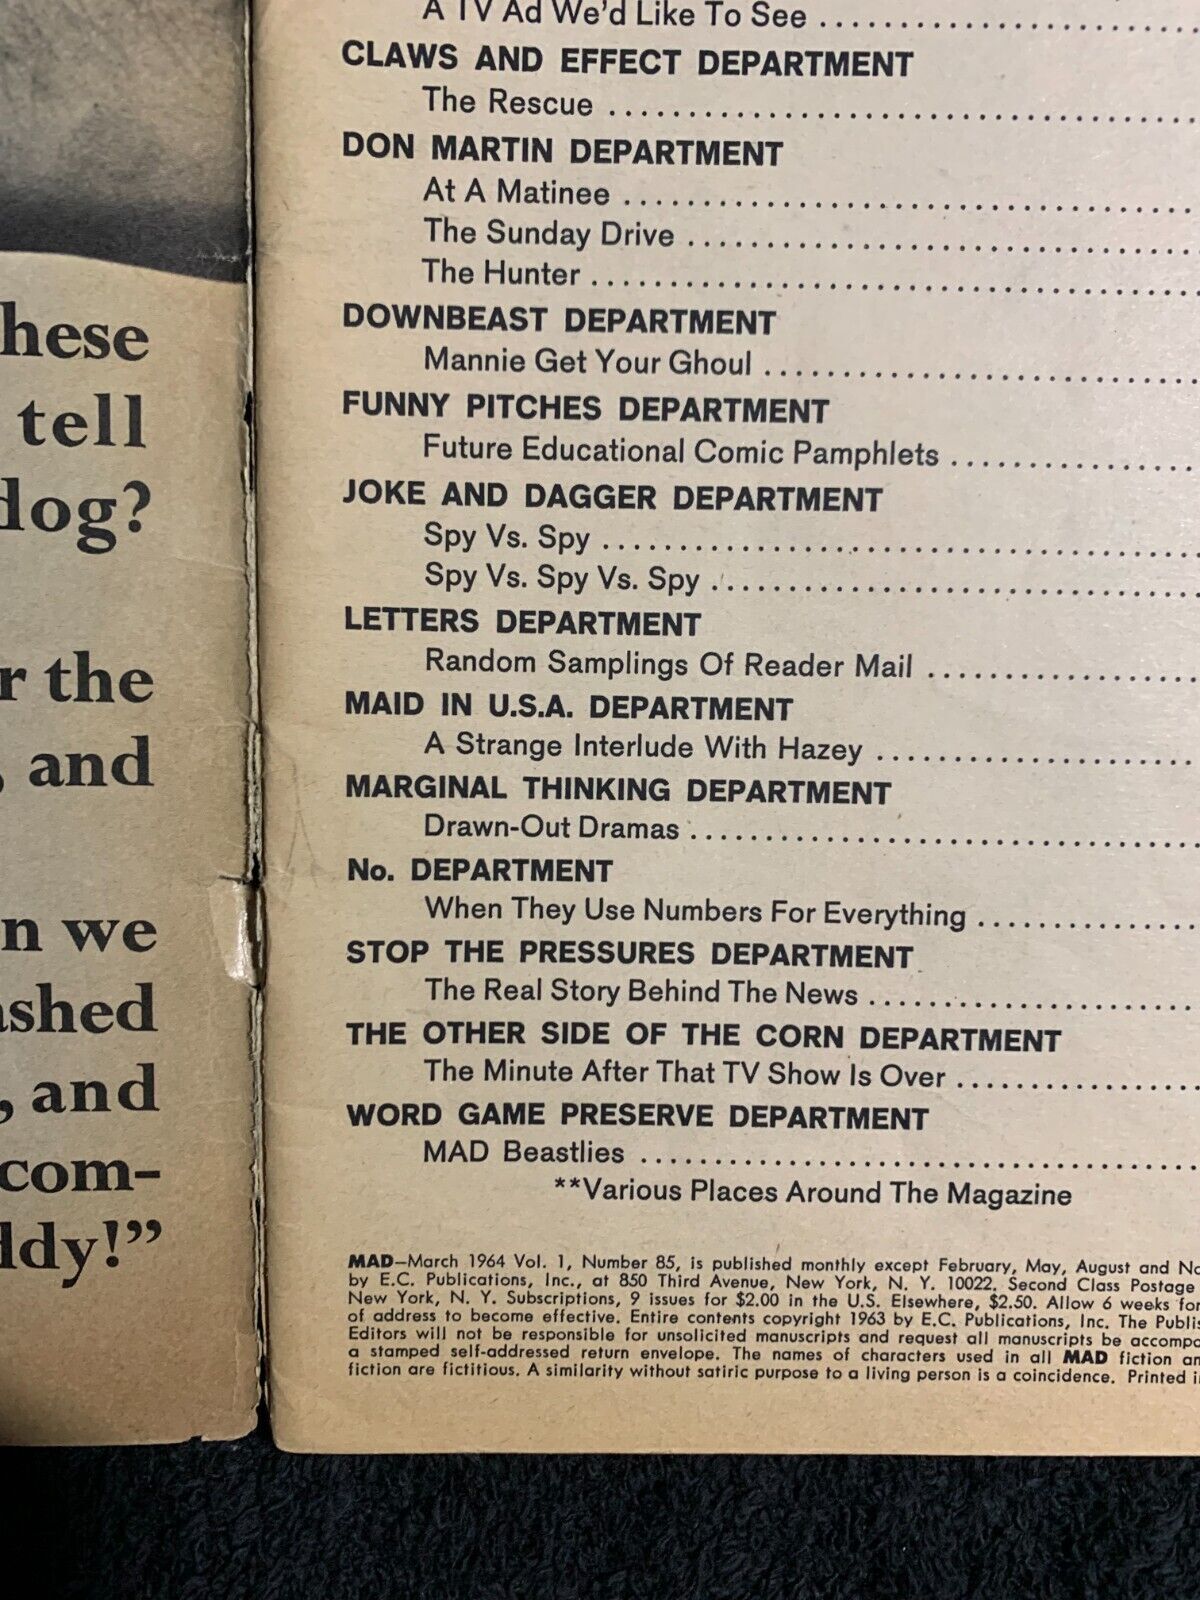 hese
tell
dog?
r the
, and
n we
ashed
, and
com-
ddy!”
A TV Ad We'd Like To See
CLAWS AND EFFECT DEPARTMENT
The Rescue
DON MARTIN DEPARTMENT
At A Matinee
The Sunday Drive
The Hunter
DOWNBEAST DEPARTMENT
Mannie Get Your Ghoul
FUNNY PITCHES DEPARTMENT
Future Educational Comic Pamphlets
JOKE AND DAGGER DEPARTMENT
Spy Vs. Spy
Spy Vs. Spy Vs. Spy
LETTERS DEPARTMENT
Random Samplings Of Reader Mail
MAID IN U.S.A. DEPARTMENT
A Strange Interlude With Hazey
MARGINAL THINKING DEPARTMENT
Drawn-Out Dramas
No. DEPARTMENT
When They Use Numbers For Everything
STOP THE PRESSURES DEPARTMENT
The Real Story Behind The News
THE OTHER SIDE OF THE CORN DEPARTMENT
The Minute After That TV Show Is Over
WORD GAME PRESERVE DEPARTMENT
MAD Beastlies
**Various Places Around The Magazine
MAD—March 1964 Vol. 1, Number 85, is published monthly except February, May, August and No
by E.C. Publications, Inc., at 850 Third Avenue, New York, N. Y. 10022. Second Class Postage
New York, N. Y. Subscriptions, 9 issues for $2.00 in the U.S. Elsewhere, $2.50. Allow 6 weeks for
of address to become effective. Entire contents copyright 1963 by E.C. Publications, Inc. The Publis
Editors will not be responsible for unsolicited manuscripts and request all manuscripts be accompa
a stamped self-addressed return envelope. The names of characters used in all MAD fiction an
fiction are fictitious. A similarity without satiric purpose to a living person is a coincidence. Printed i